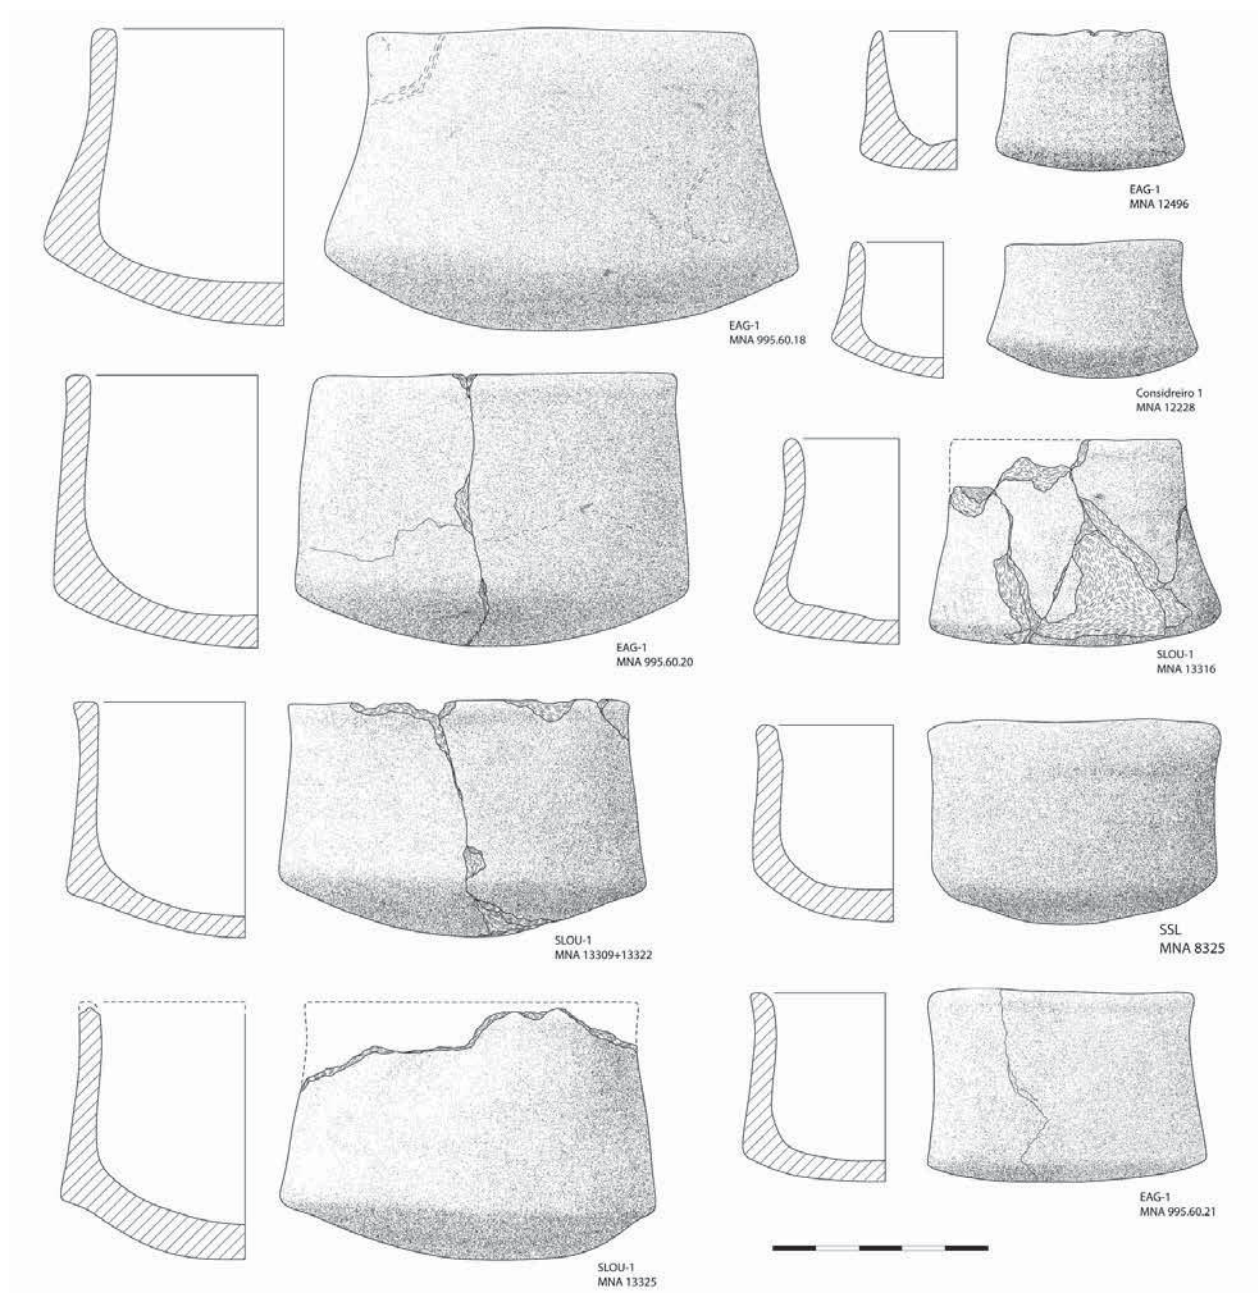 EAG-1
MNA 12496
EAG-1
MNA 995.60.18
Considreiro 1
MNA 12228
EAG-1
MNA 995.60.20
SLOU-1
MNA 13316
SLOU-1
MNA 13309+13322
SSL
MNA 8325
EAG-1
MNA 995.60.21
SLOU-1
MNA 13325